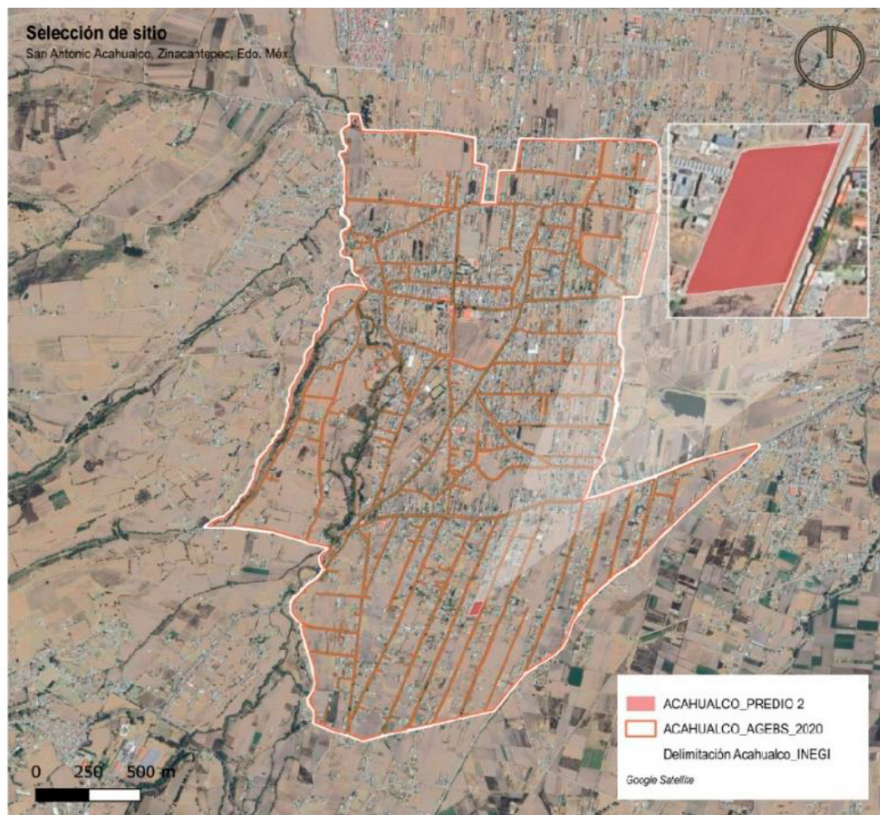 Selección de sitio
San Antonio Acahualco, Zinacantepec, Edo. Méx.
ACAHUALCO_PREDIO 2
ACAHUALCO_AGEBS_2020
Delimitación Acahualco_INEGI
Google Satellite
0 250 500 m